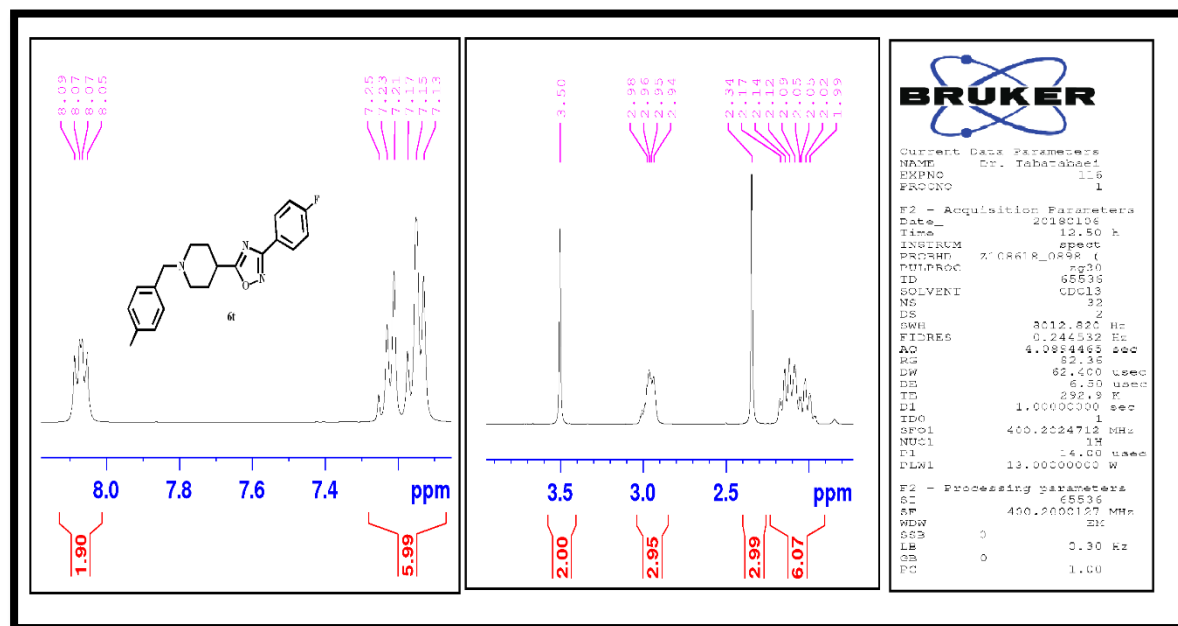 8.09
8.07
8.07
8.05
7.25
7.23
7.21
7.17
7.15
7.13
N
N
N
O
F
6t
8.0 7.8 7.6 7.4 ppm
1.90
5.99
3.50
2.98
2.96
2.95
2.94
2.34
2.17
2.14
2.12
2.09
2.05
2.05
2.02
1.99
3.5 3.0 2.5 ppm
2.00
2.95
2.99
6.07
BRUKER
Current Data Parameters
NAME Dr. Tabatabaei
EXPNO 116
PROCNO 1
F2 - Acquisition Parameters
Date_ 20180106
Time 12.50 h
INSTRUM spect
PROBHD Z108618_0898 (
PULPROG zg30
TD 65536
SOLVENT CDCl3
NS 32
DS 2
SWH 8012.820 Hz
FIDRES 0.244532 Hz
AQ 4.0894465 sec
RG 82.36
DW 62.400 usec
DE 6.50 usec
TE 292.9 K
D1 1.00000000 sec
TD0 1
SFO1 400.2024712 MHz
NUC1 1H
P1 14.00 usec
PLW1 13.00000000 W
F2 - Processing parameters
SI 65536
SF 400.2000127 MHz
WDW EM
SSB 0
LB 0.30 Hz
GB 0
PC 1.00